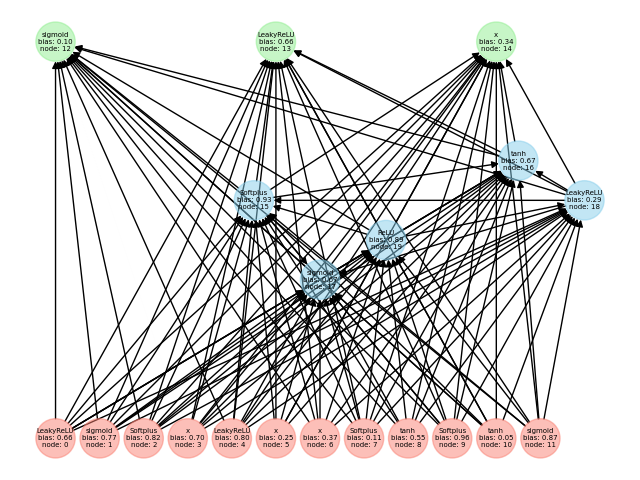 sigmoid
bias: 0.10
node: 12
LeakyReLU
bias: 0.66
node: 13
x
bias: 0.34
node: 14
tanh
bias: 0.67
node: 16
Softplus
bias: 0.93
node: 15
LeakyReLU
bias: 0.29
node: 18
ReLU
bias: 0.89
node: 19
sigmoid
bias:
node: 17
LeakyReLU
bias: 0.66
node: 0
sigmoid
bias: 0.77
node: 1
Softplus
bias: 0.82
node: 2
x
bias: 0.70
node: 3
LeakyReLU
bias: 0.80
node: 4
x
bias: 0.25
node: 5
x
bias: 0.37
node: 6
Softplus
bias: 0.11
node: 7
tanh
bias: 0.55
node: 8
Softplus
bias: 0.96
node: 9
tanh
bias: 0.05
node: 10
sigmoid
bias: 0.87
node: 11